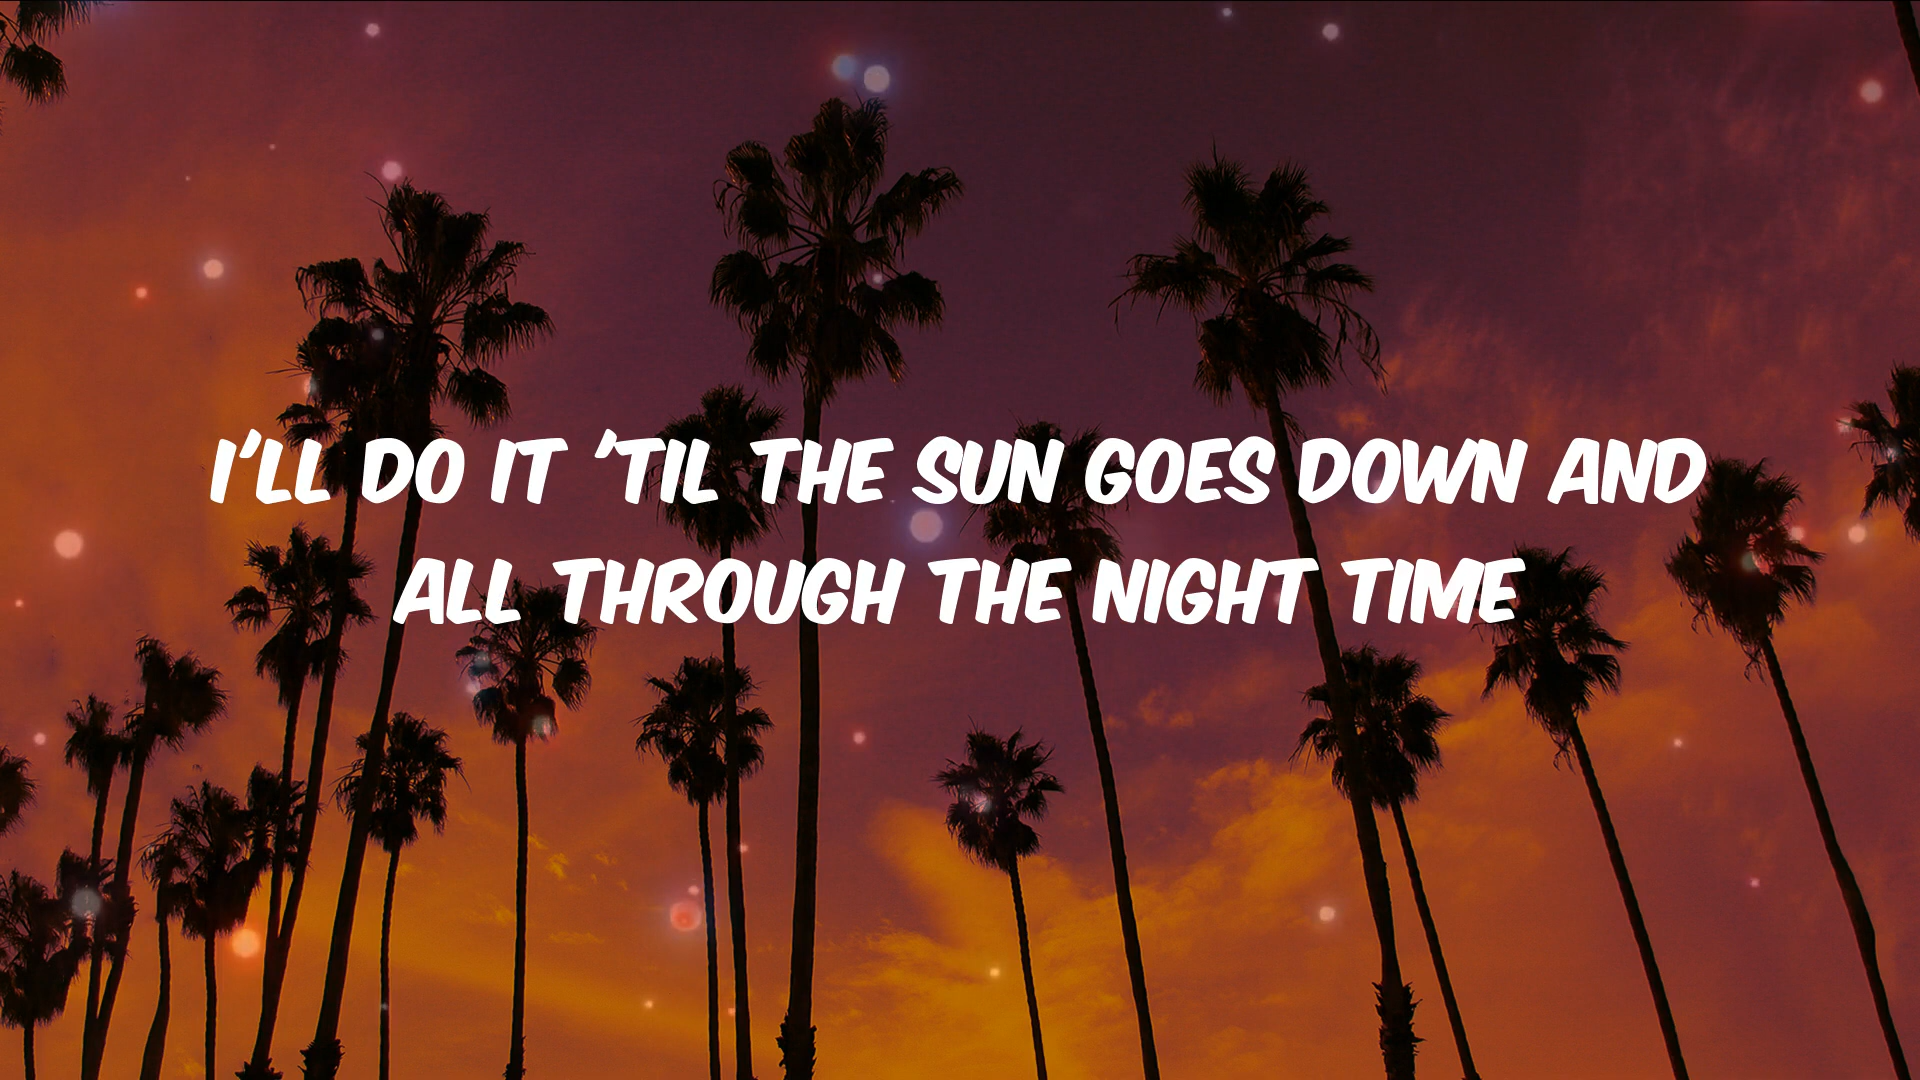 I'LL DO IT 'TIL THE SUN GOES DOWN AND
ALL THROUGH THE NIGHT TIME